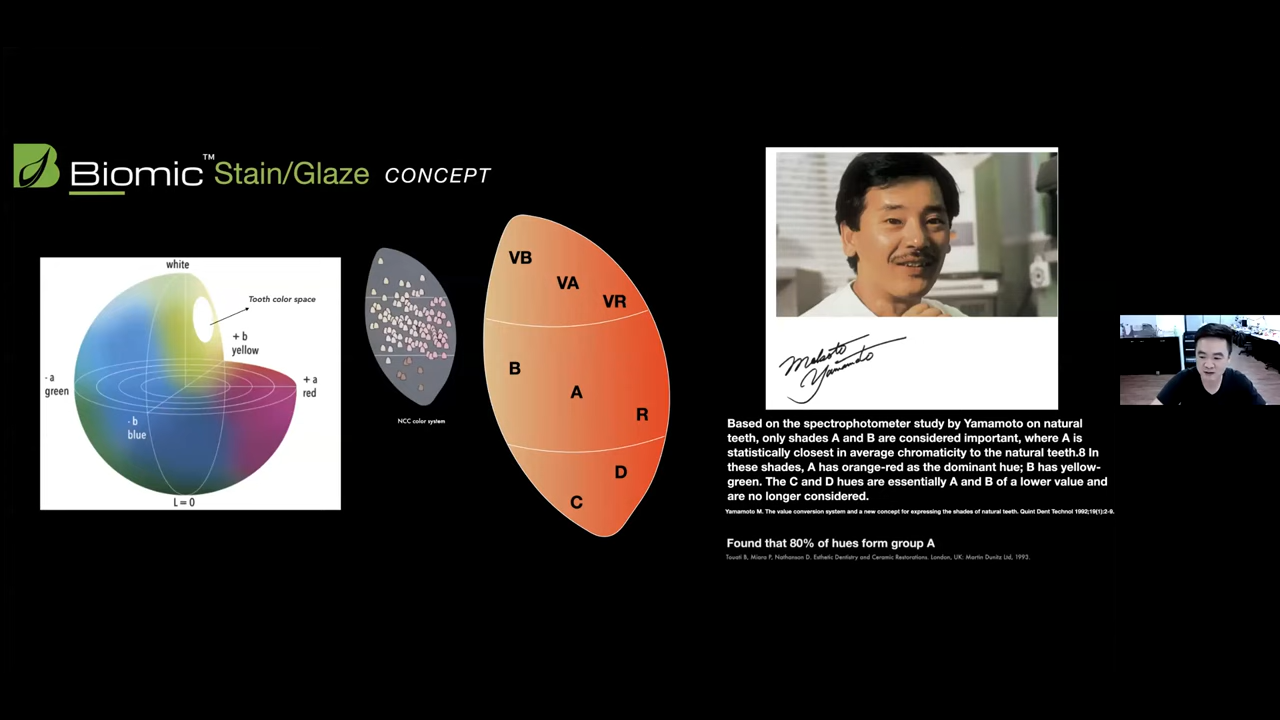 Biomic™ Stain/Glaze CONCEPT
white
Tooth color space
+ b
yellow
- a
green
+ a
red
- b
blue
L = 0
NCC color system
VB
VA
VR
B
A
R
D
C
Makoto
Yamamoto
Based on the spectrophotometer study by Yamamoto on natural
teeth, only shades A and B are considered important, where A is
statistically closest in average chromaticity to the natural teeth.8 In
these shades, A has orange-red as the dominant hue; B has yellow-
green. The C and D hues are essentially A and B of a lower value and
are no longer considered.
Yamamoto M. The value conversion system and a new concept for expressing the shades of natural teeth. Quint Dent Technol 1992;19(1):2-9.
Found that 80% of hues form group A
Touati B, Miara P, Nathanson D. Esthetic Dentistry and Ceramic Restorations. London, UK: Martin Dunitz Ltd, 1993.